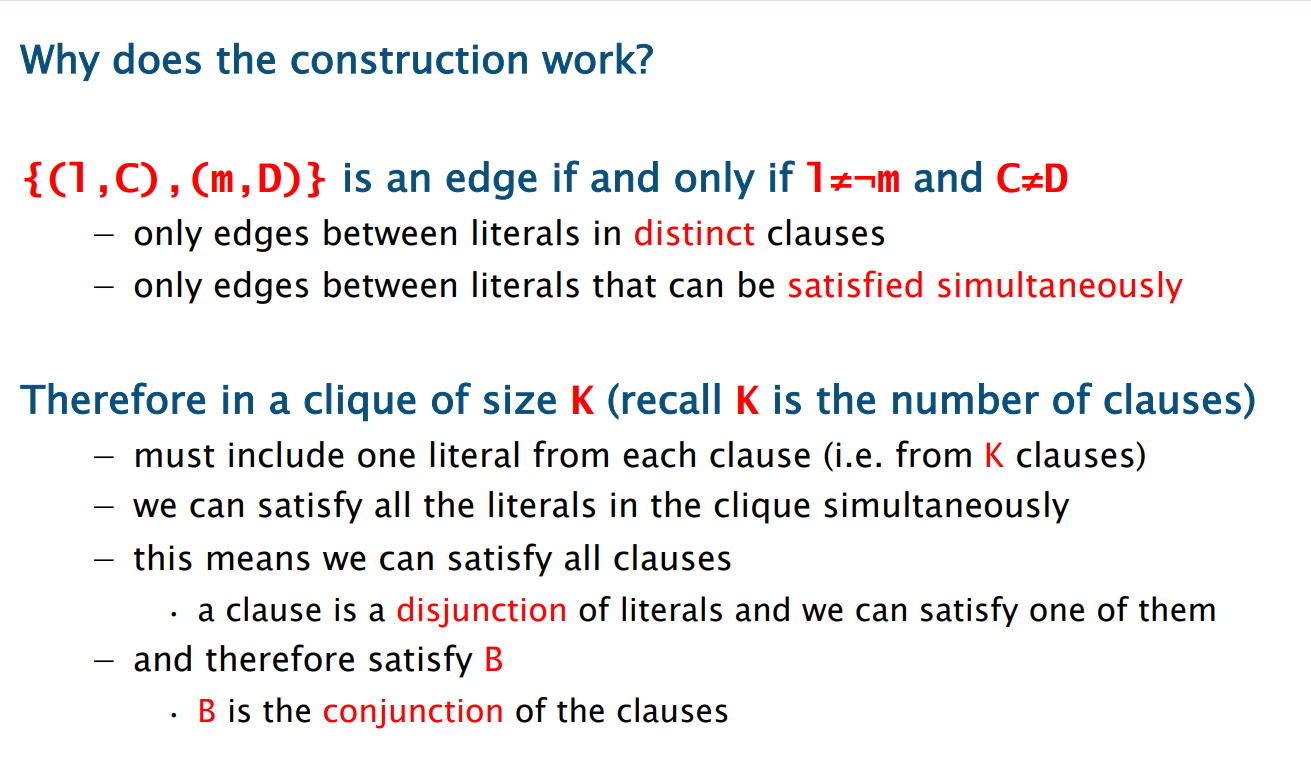 Why does the construction work?
{(l,C),(m,D)} is an edge if and only if l≠¬m and C≠D
– only edges between literals in distinct clauses
– only edges between literals that can be satisfied simultaneously
Therefore in a clique of size K (recall K is the number of clauses)
– must include one literal from each clause (i.e. from K clauses)
– we can satisfy all the literals in the clique simultaneously
– this means we can satisfy all clauses
· a clause is a disjunction of literals and we can satisfy one of them
– and therefore satisfy B
· B is the conjunction of the clauses